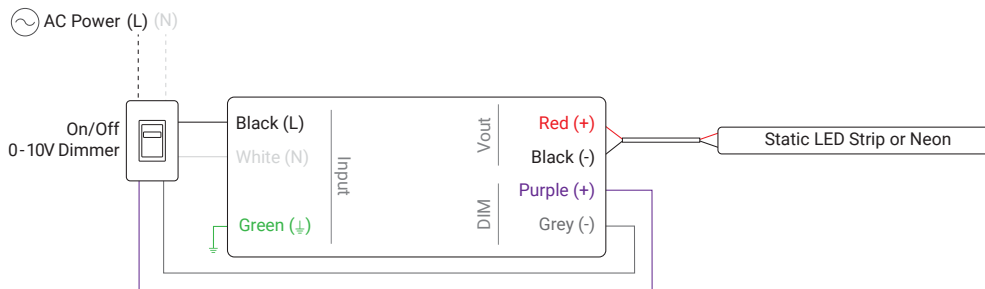 AC Power (L) (N)
On/Off
0-10V Dimmer
Black (L)
White (N)
Green (⏚)
Input
Vout
DIM
Red (+)
Black (-)
Purple (+)
Grey (-)
Static LED Strip or Neon